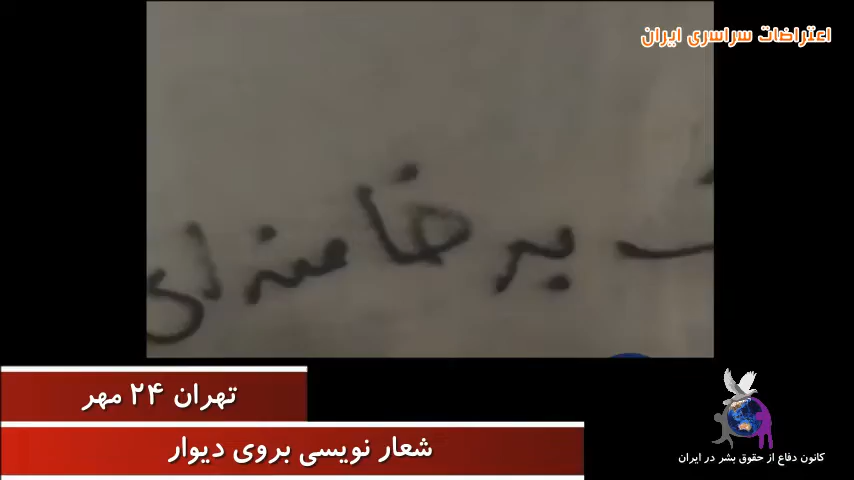 اعتراضات سراسری ایران
بر خامنه ای
تهران ۲۴ مهر
شعار نویسی بروی دیوار
کانون دفاع از حقوق بشر در ایران